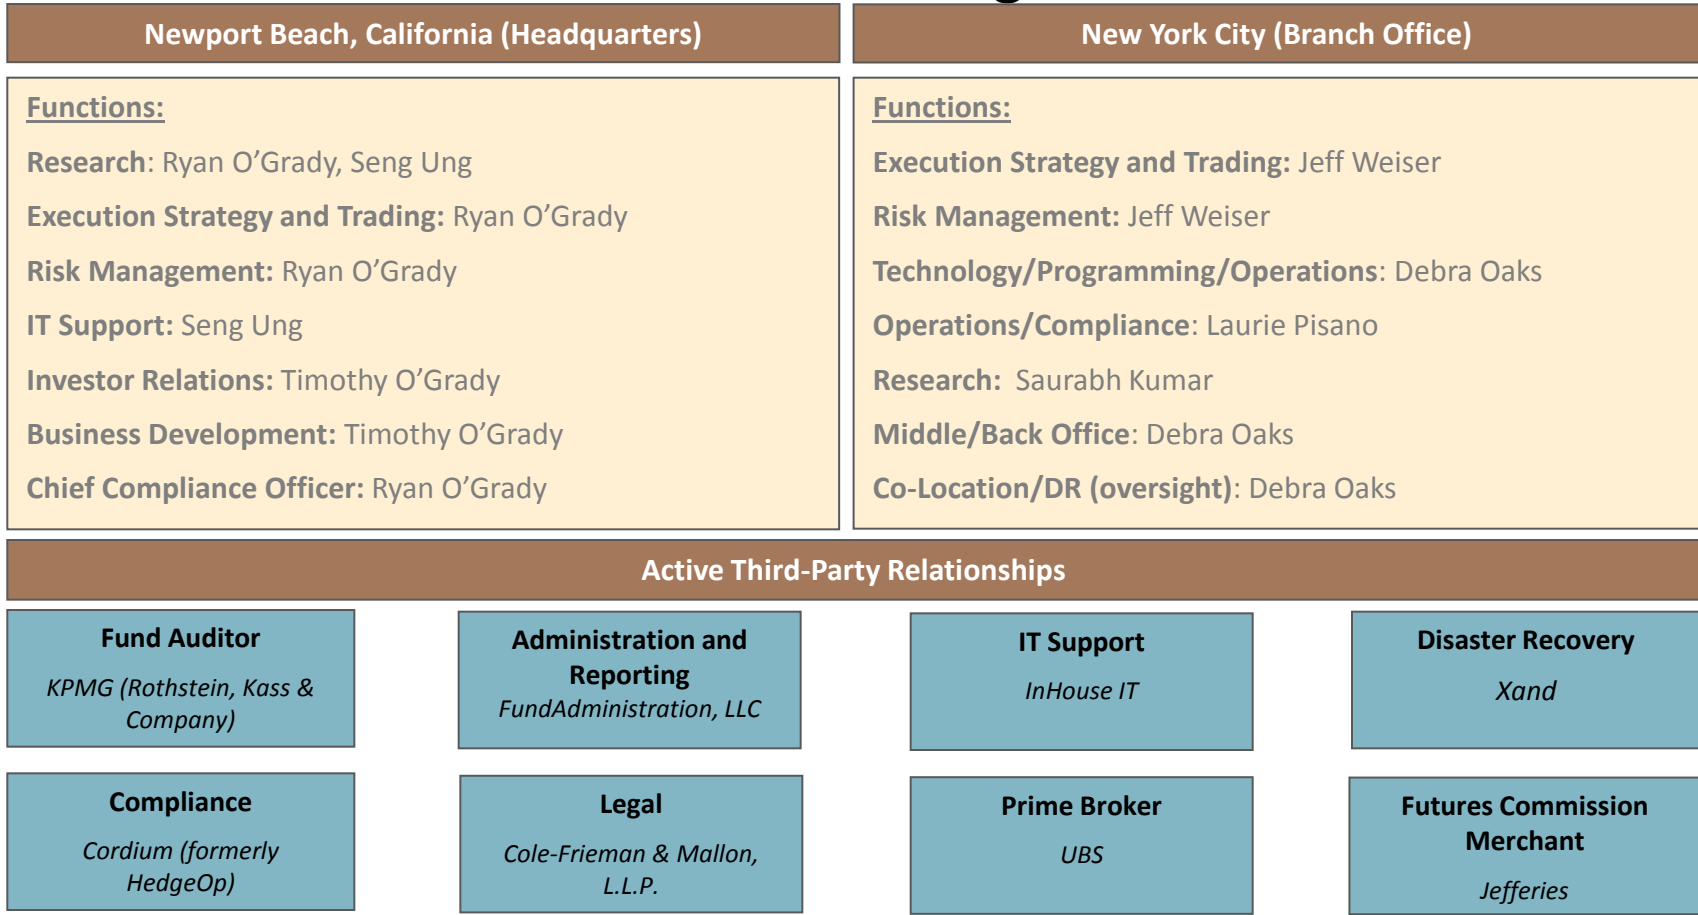 Newport Beach, California (Headquarters)
Functions:
Research: Ryan O’Grady, Seng Ung
Execution Strategy and Trading: Ryan O’Grady
Risk Management: Ryan O’Grady
IT Support: Seng Ung
Investor Relations: Timothy O’Grady
Business Development: Timothy O’Grady
Chief Compliance Officer: Ryan O’Grady
New York City (Branch Office)
Functions:
Execution Strategy and Trading: Jeff Weiser
Risk Management: Jeff Weiser
Technology/Programming/Operations: Debra Oaks
Operations/Compliance: Laurie Pisano
Research: Saurabh Kumar
Middle/Back Office: Debra Oaks
Co-Location/DR (oversight): Debra Oaks
Active Third-Party Relationships
Fund Auditor
KPMG (Rothstein, Kass &
Company)
Administration and
Reporting
FundAdministration, LLC
IT Support
InHouse IT
Disaster Recovery
Xand
Compliance
Cordium (formerly
HedgeOp)
Legal
Cole-Frieman & Mallon,
L.L.P.
Prime Broker
UBS
Futures Commission
Merchant
Jefferies